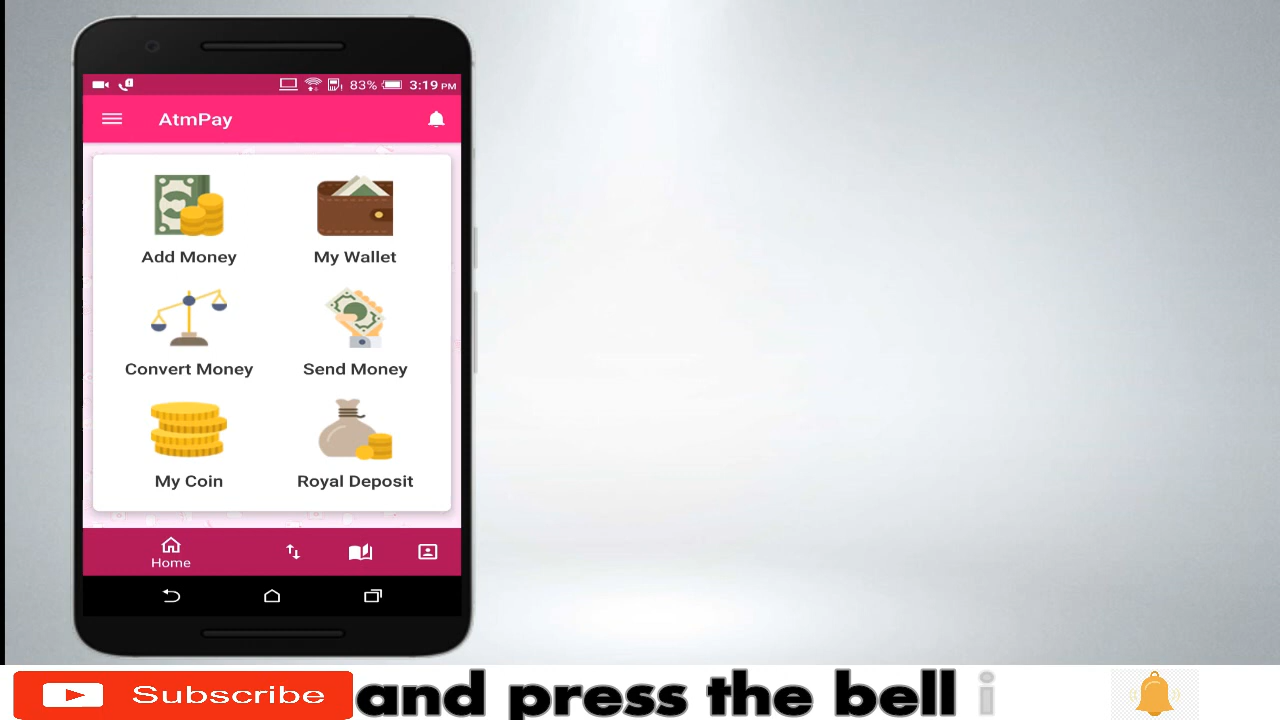 83% 3:19 PM
AtmPay
Add Money
My Wallet
Convert Money
Send Money
My Coin
Royal Deposit
Home
Subscribe and press the bell i